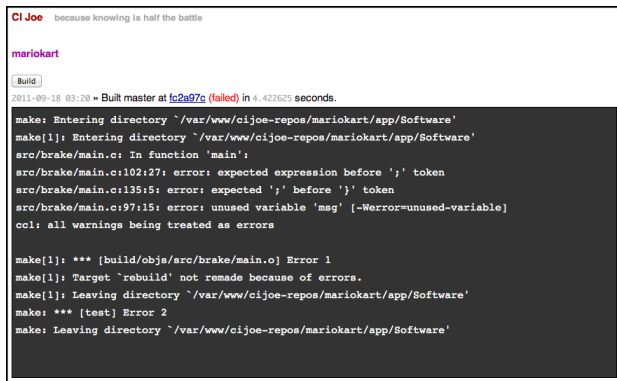 CI Joe because knowing is half the battle
mariokart
Build
2011-09-18 03:20 » Built master at fc2a97c (failed) in 4.422625 seconds.
make: Entering directory `/var/www/cijoe-repos/mariokart/app/Software'
make[1]: Entering directory `/var/www/cijoe-repos/mariokart/app/Software'
src/brake/main.c: In function 'main':
src/brake/main.c:102:27: error: expected expression before ';' token
src/brake/main.c:135:5: error: expected ';' before '}' token
src/brake/main.c:97:15: error: unused variable 'msg' [-Werror=unused-variable]
cc1: all warnings being treated as errors
make[1]: *** [build/objs/src/brake/main.o] Error 1
make[1]: Target `rebuild' not remade because of errors.
make[1]: Leaving directory `/var/www/cijoe-repos/mariokart/app/Software'
make: *** [test] Error 2
make: Leaving directory `/var/www/cijoe-repos/mariokart/app/Software'